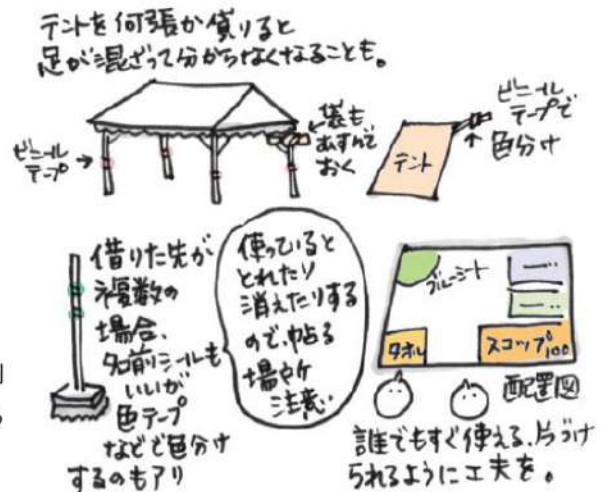 テントを何張か借りると
足が混ざって分からなくなることも。
ビニール
テープ
袋も
むすんで
おく
テント
ビニール
テープで
色分け
借りた先が
複数の
場合、
名前シールも
いいが
色テープ
などで色分け
するのもアリ
使っていると
とれたり
消えたりする
ので、貼る
場所
注意
ブルーシート
タオル
スコップ100
配置図
誰でもすぐ使える、片づけ
られるように工夫を。